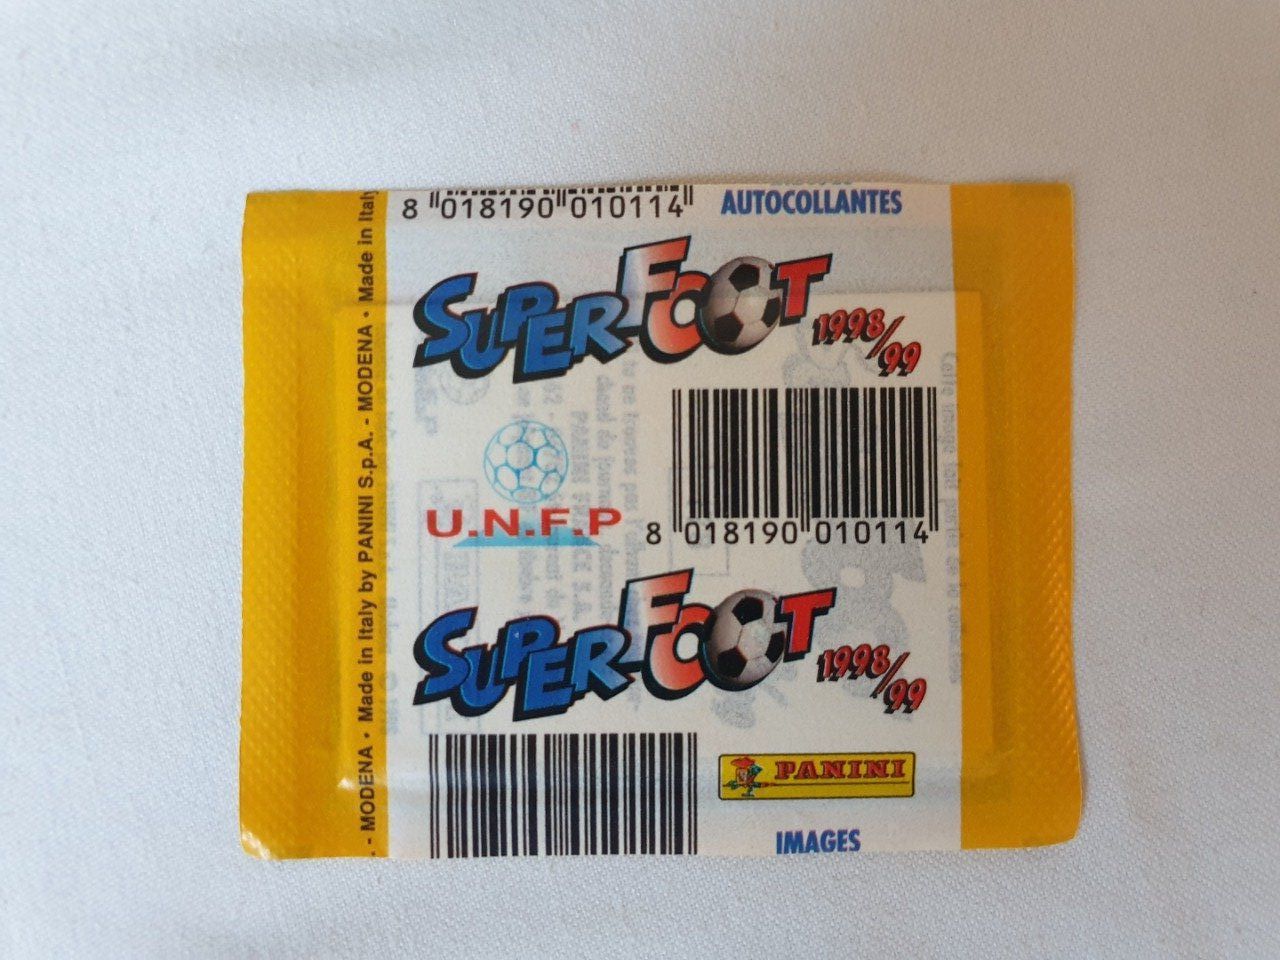 8 018190 010114
AUTOCOLLANTES
SUPERFOOT
1998/99
U.N.F.P
8 018190 010114
SUPERFOOT
1998/99
PANINI
IMAGES
. - MODENA • Made in Italy by PANINI S.p.A. - MODENA • Made in Italy